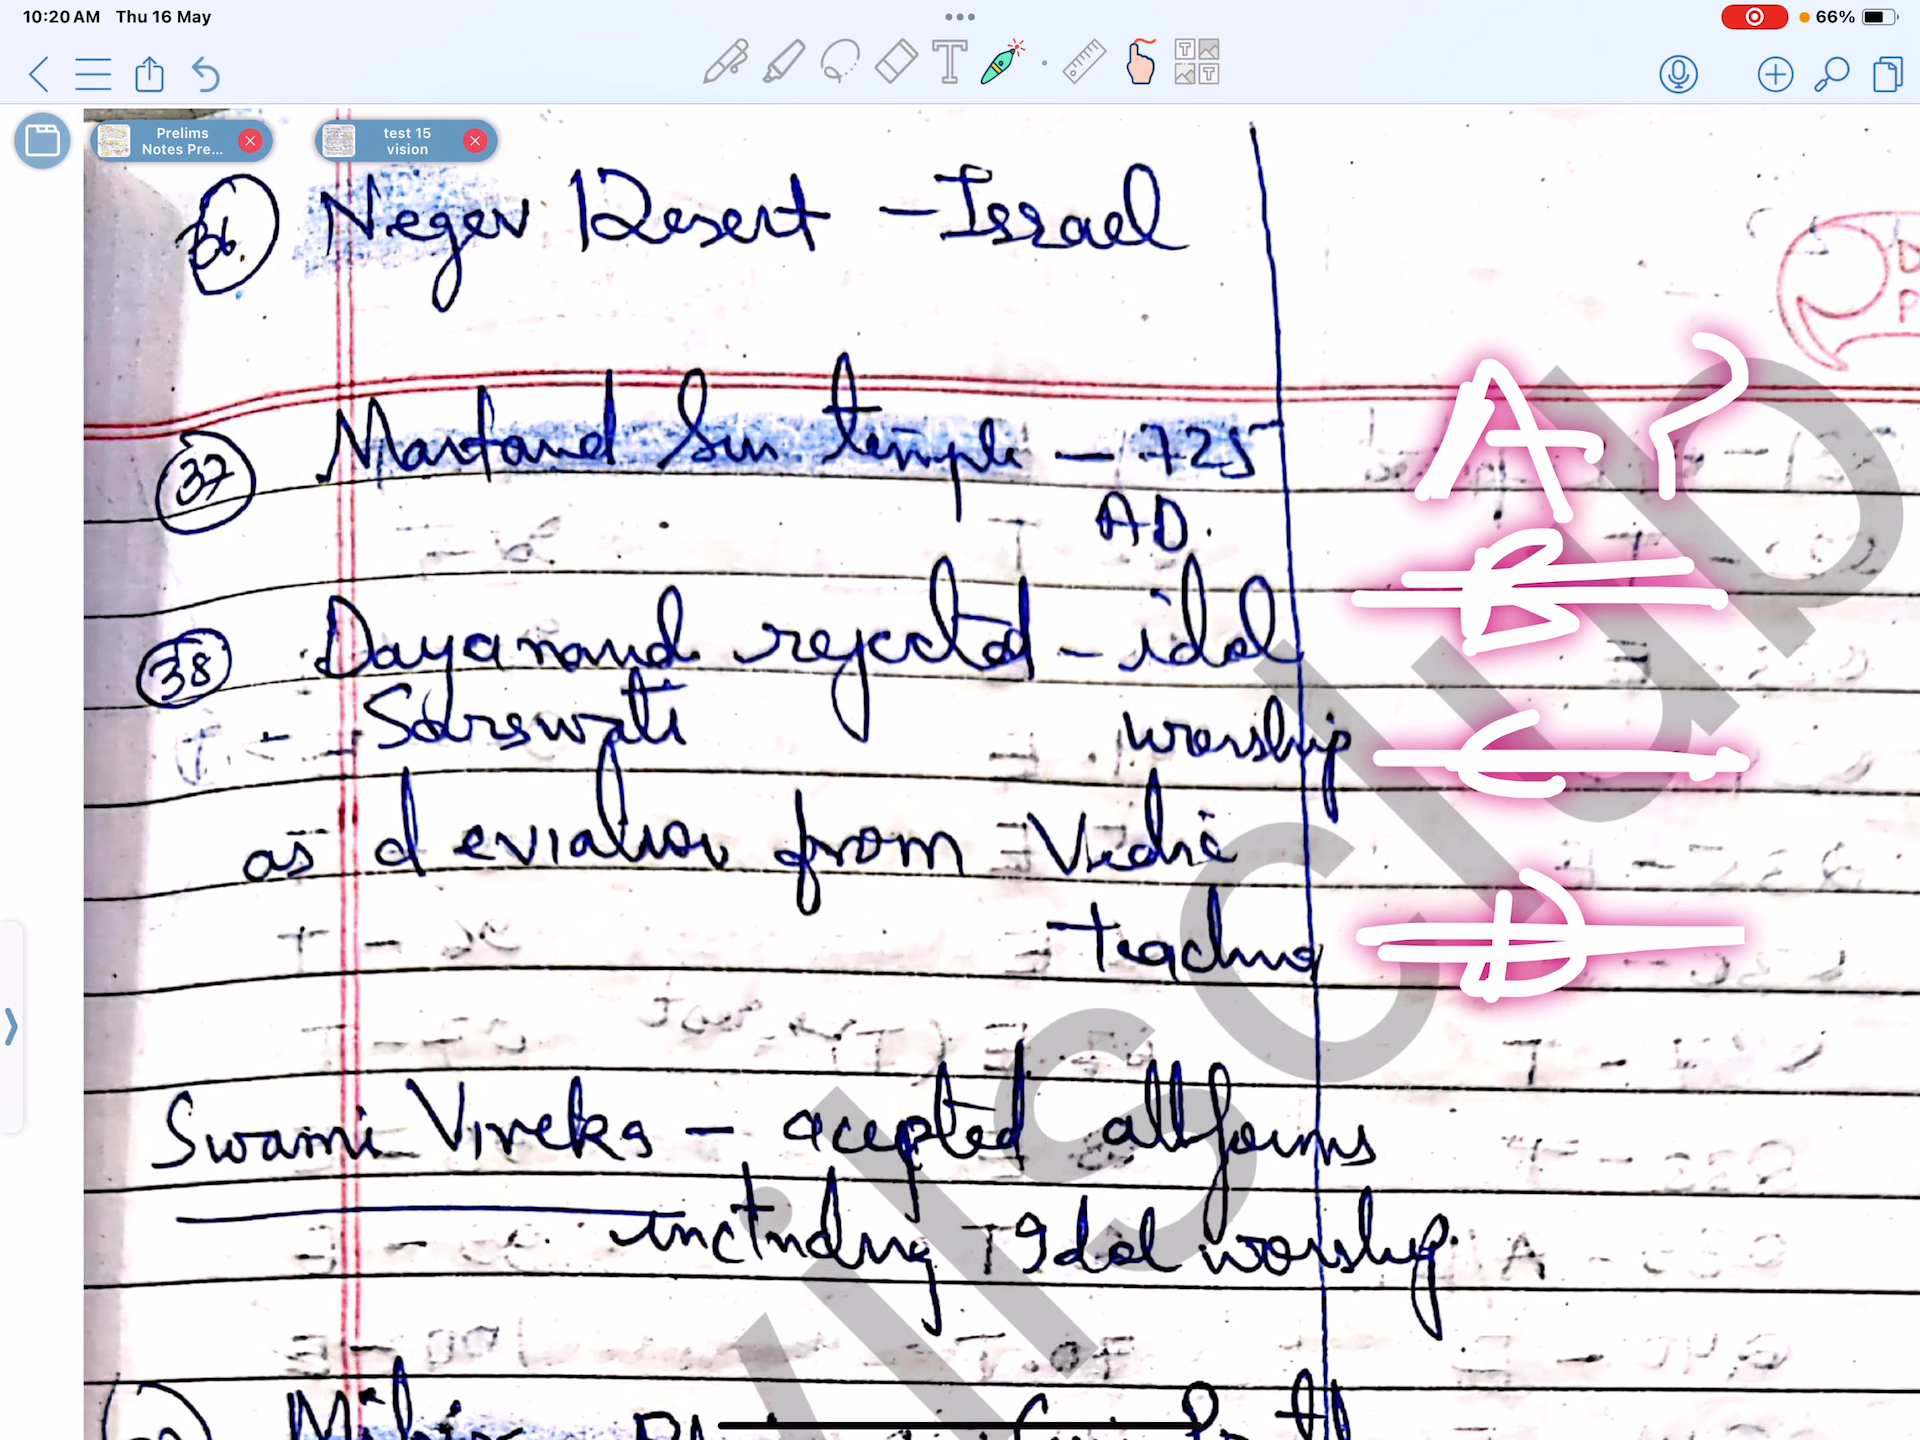 10:20 AM Thu 16 May
66%
Prelims
Notes Pre...
test 15
vision
36. Negev Desert - Israel
37 Martand Sun temple - 725
AD.
38 Dayanand rejected - idol
Sarswati worship
as deviation from Vedic
teaching
Swami Viveka - acepted all forms
including Idol worship.
A ?
B
C
D